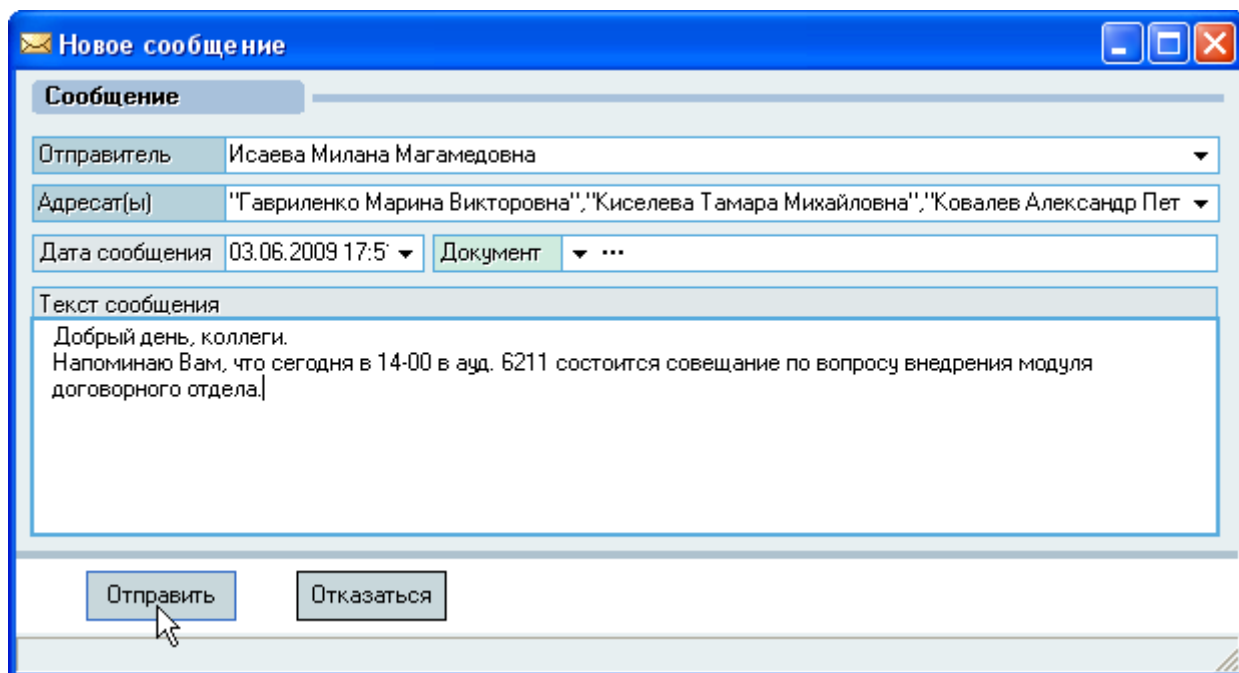 Новое сообщение
Сообщение
Отправитель Исаева Милана Магамедовна
Адресат(ы) "Гавриленко Марина Викторовна","Киселева Тамара Михайловна","Ковалев Александр Пет
Дата сообщения 03.06.2009 17:5 Документ ...
Текст сообщения
Добрый день, коллеги.
Напоминаю Вам, что сегодня в 14-00 в ауд. 6211 состоится совещание по вопросу внедрения модуля
договорного отдела.
Отправить Отказаться